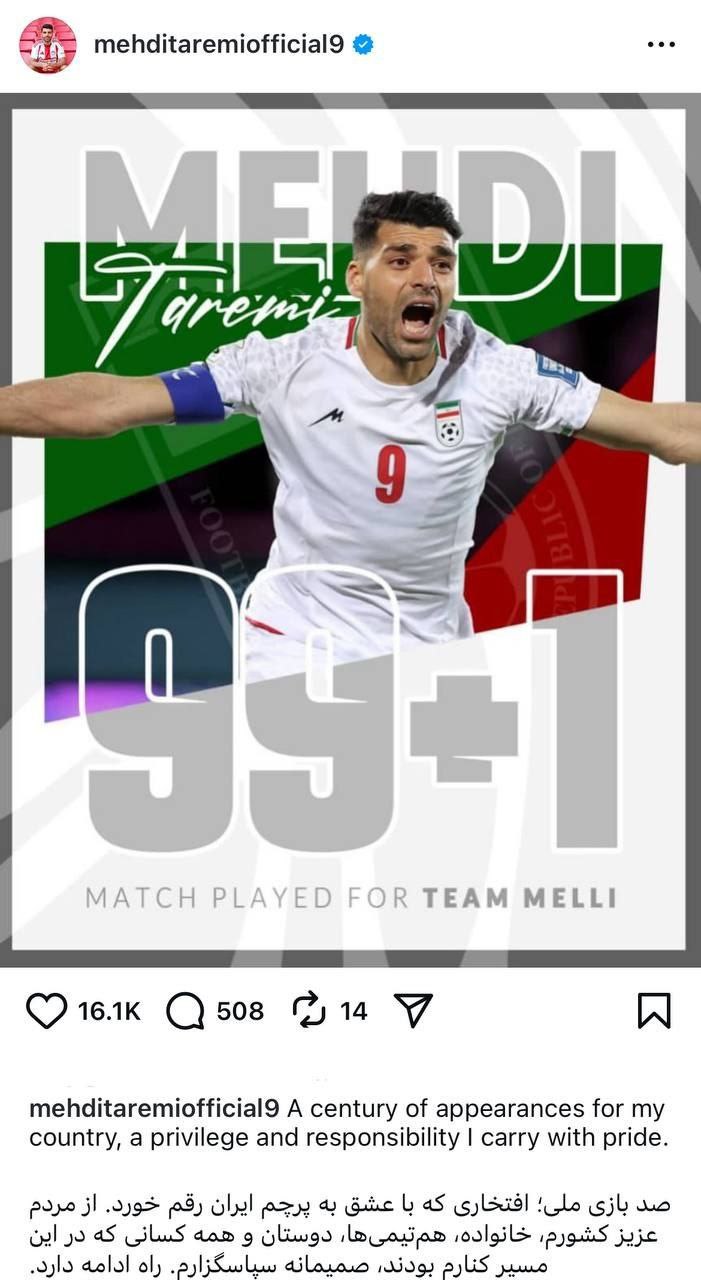 mehditaremiofficial9
MEHDI
Taremi
9
FOOTB
PUBLIC OF
99+1
MATCH PLAYED FOR TEAM MELLI
16.1K 508 14
mehditaremiofficial9 A century of appearances for my
country, a privilege and responsibility I carry with pride.
صد بازی ملی؛ افتخاری که با عشق به پرچم ایران رقم خورد. از مردم
عزیز کشورم، خانواده، هم‌تیمی‌ها، دوستان و همه کسانی که در این
مسیر کنارم بودند، صمیمانه سپاسگزارم. راه ادامه دارد.